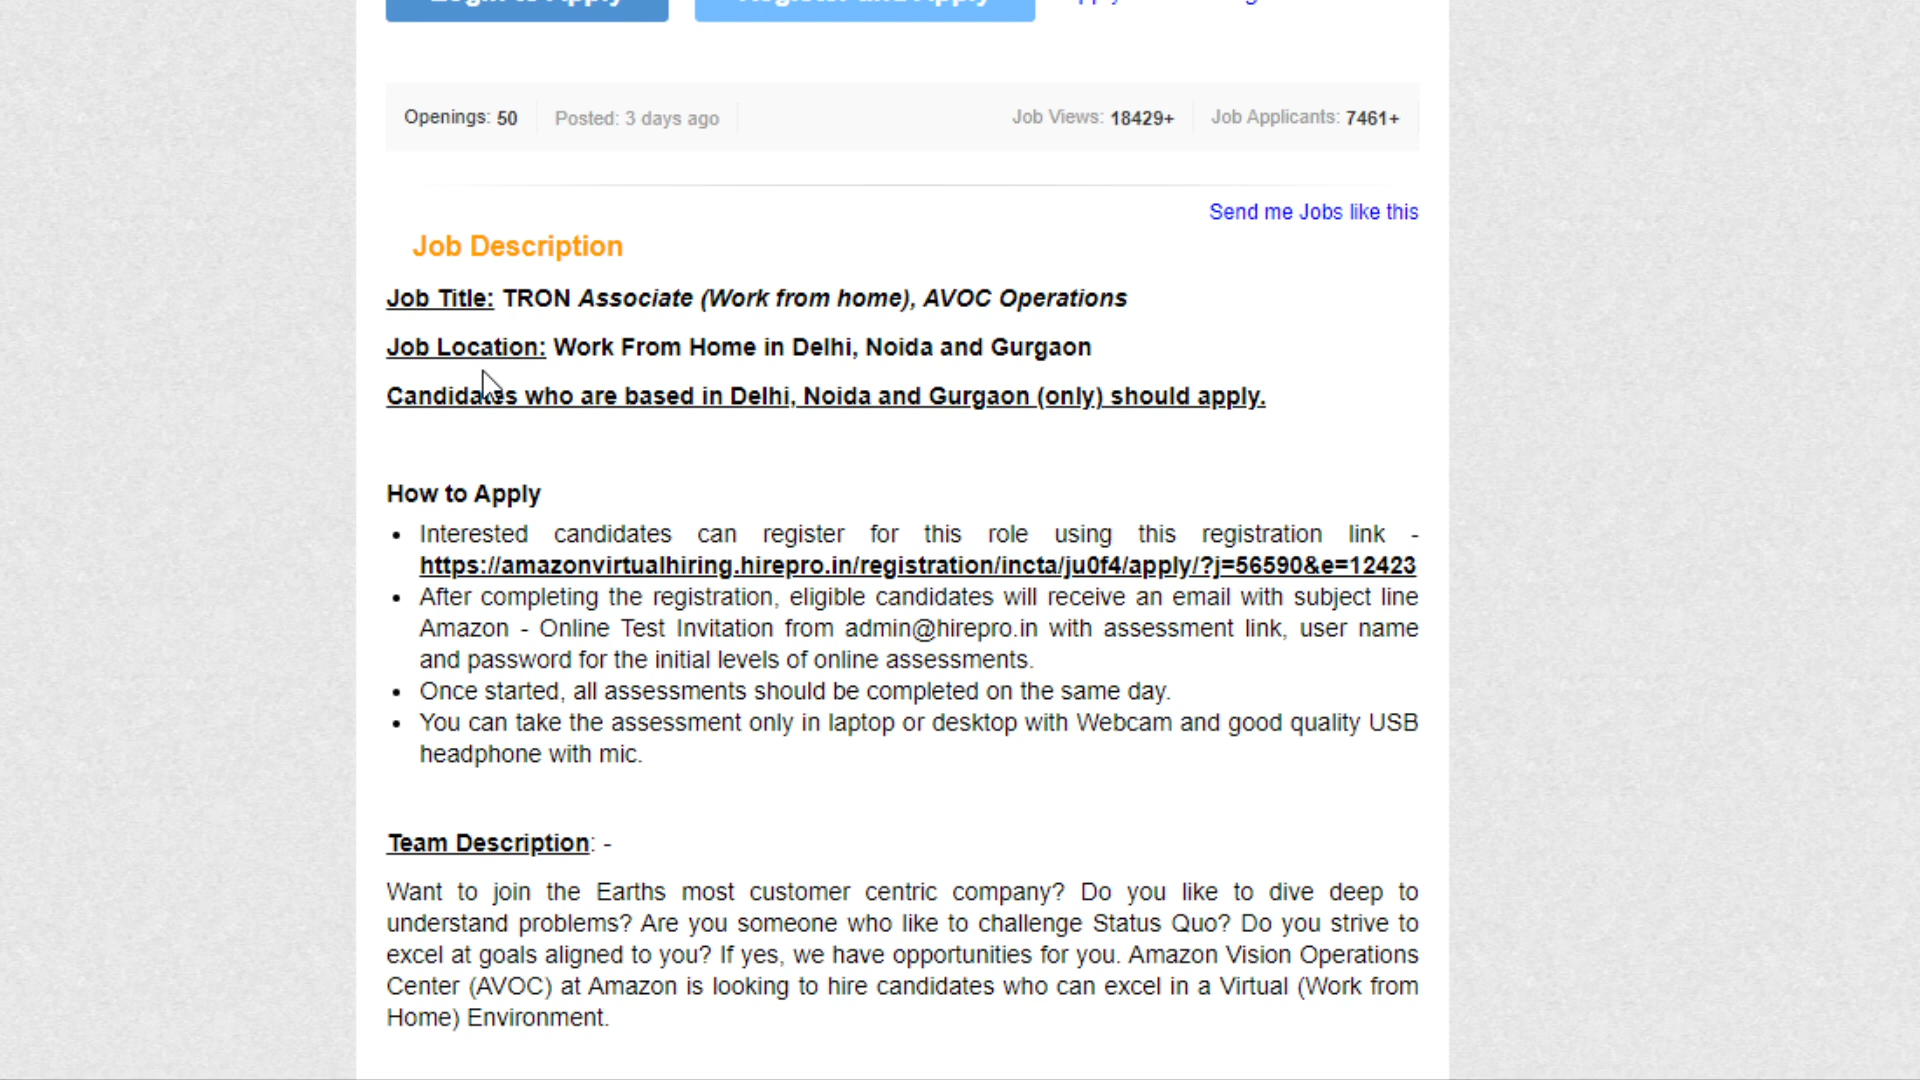 Login to Apply Register and Apply
Openings: 50 Posted: 3 days ago Job Views: 18429+ Job Applicants: 7461+
Send me Jobs like this
Job Description
Job Title: TRON Associate (Work from home), AVOC Operations
Job Location: Work From Home in Delhi, Noida and Gurgaon
Candidates who are based in Delhi, Noida and Gurgaon (only) should apply.
How to Apply
• Interested candidates can register for this role using this registration link -
https://amazonvirtualhiring.hirepro.in/registration/incta/ju0f4/apply/?j=56590&e=12423
• After completing the registration, eligible candidates will receive an email with subject line
Amazon - Online Test Invitation from admin@hirepro.in with assessment link, user name
and password for the initial levels of online assessments.
• Once started, all assessments should be completed on the same day.
• You can take the assessment only in laptop or desktop with Webcam and good quality USB
headphone with mic.
Team Description: -
Want to join the Earths most customer centric company? Do you like to dive deep to
understand problems? Are you someone who like to challenge Status Quo? Do you strive to
excel at goals aligned to you? If yes, we have opportunities for you. Amazon Vision Operations
Center (AVOC) at Amazon is looking to hire candidates who can excel in a Virtual (Work from
Home) Environment.